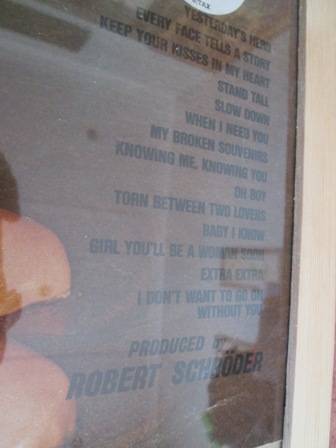 TAX
YESTERDAY'S HERO
EVERY FACE TELLS A STORY
KEEP YOUR KISSES IN MY HEART
STAND TALL
SLOW DOWN
WHEN I NEED YOU
MY BROKEN SOUVENIRS
KNOWING ME, KNOWING YOU
OH BOY
TORN BETWEEN TWO LOVERS
BABY I KNOW
GIRL YOU'LL BE A WOMAN SOON
EXTRA EXTRA
I DON'T WANT TO GO ON
WITHOUT YOU
PRODUCED BY
ROBERT SCHRÖDER